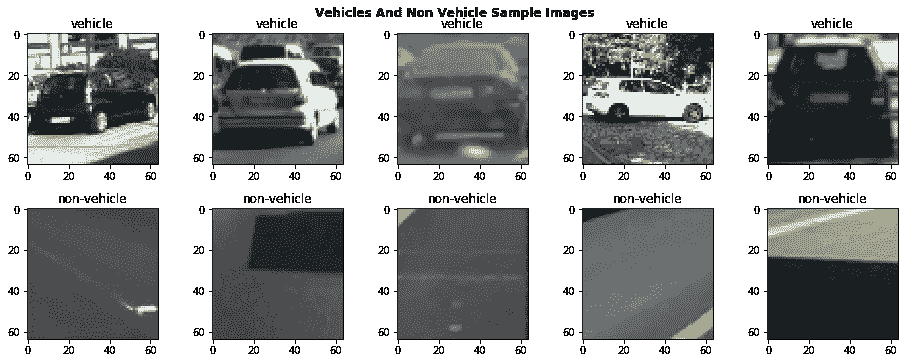 Vehicles And Non Vehicle Sample Images
vehicle vehicle vehicle vehicle vehicle
0 0 0 0 0
20 20 20 20 20
40 40 40 40 40
60 60 60 60 60
0 20 40 60 0 20 40 60 0 20 40 60 0 20 40 60 0 20 40 60
non-vehicle non-vehicle non-vehicle non-vehicle non-vehicle
0 0 0 0 0
20 20 20 20 20
40 40 40 40 40
60 60 60 60 60
0 20 40 60 0 20 40 60 0 20 40 60 0 20 40 60 0 20 40 60